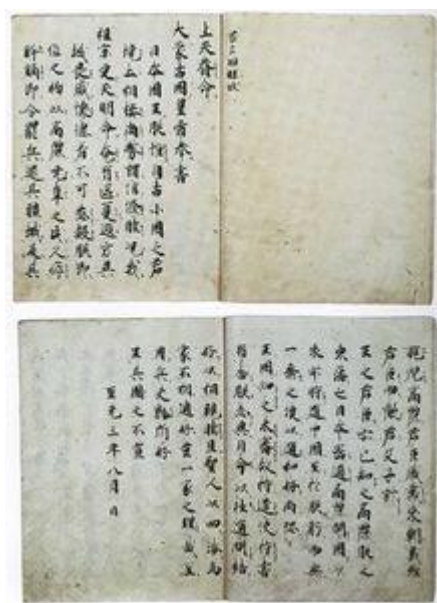 蒙古國牒状
上天眷命
大蒙古國皇帝奉書
日本國王朕惟自古小國之君
境土相接尚務講信修睦況我
祖宗受天明命奄有區夏遐方異
域畏威懷德者不可悉數朕即
位之初以高麗无辜之民久瘁
鋒鏑即令罷兵還其疆域反其
旄倪高麗君臣感戴來朝義雖
君臣而歡若父子計
王之君臣亦已知之高麗朕之
東藩也日本密邇高麗開國以
來亦時通中國至於朕躬而無
一乘之使以通和好尚恐
王國知之未審故特遣使持書
布告朕志冀自今以往通問結
好以相親睦且聖人以四海為
家不相通好豈一家之理哉至
用兵夫孰所好
王其圖之不宣
至元三年八月 日